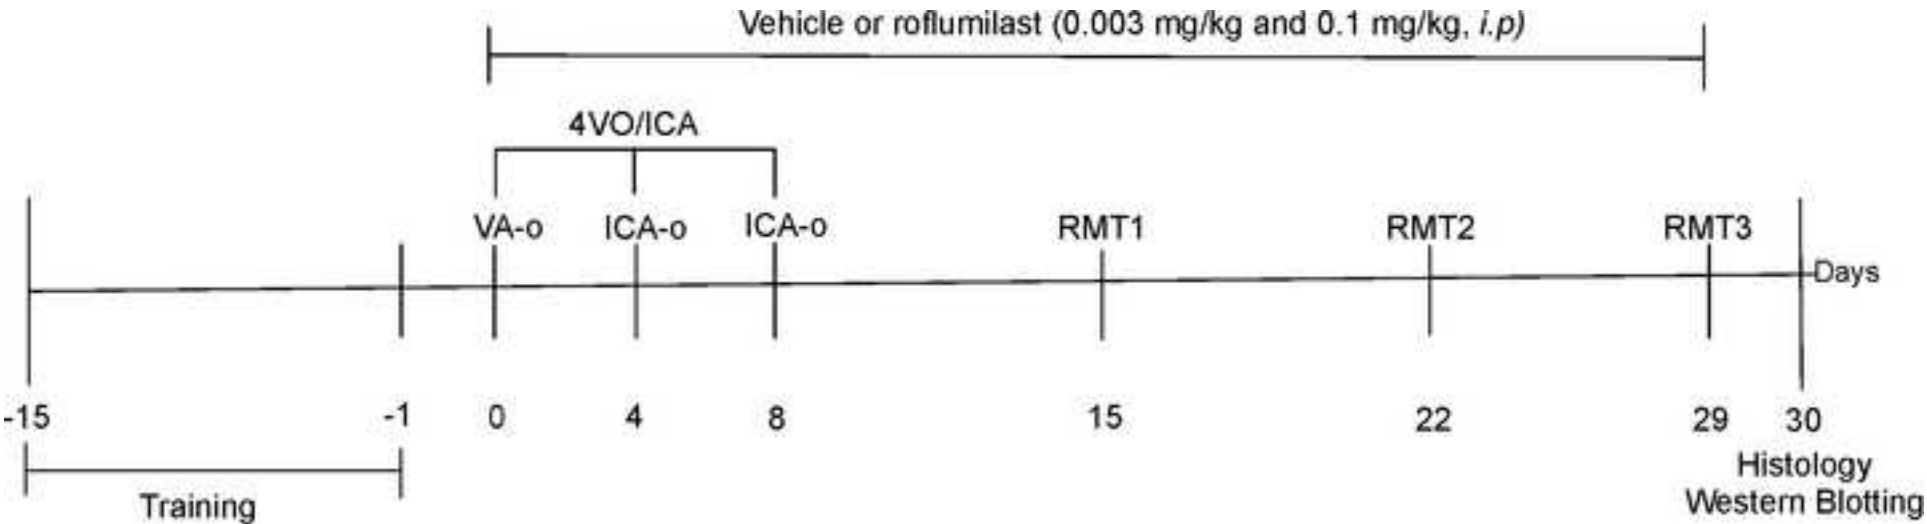 Vehicle or roflumilast (0.003 mg/kg and 0.1 mg/kg, i.p)
4VO/ICA
VA-o ICA-o ICA-o RMT1 RMT2 RMT3
Days
-15 -1 0 4 8 15 22 29 30
Training
Histology
Western Blotting